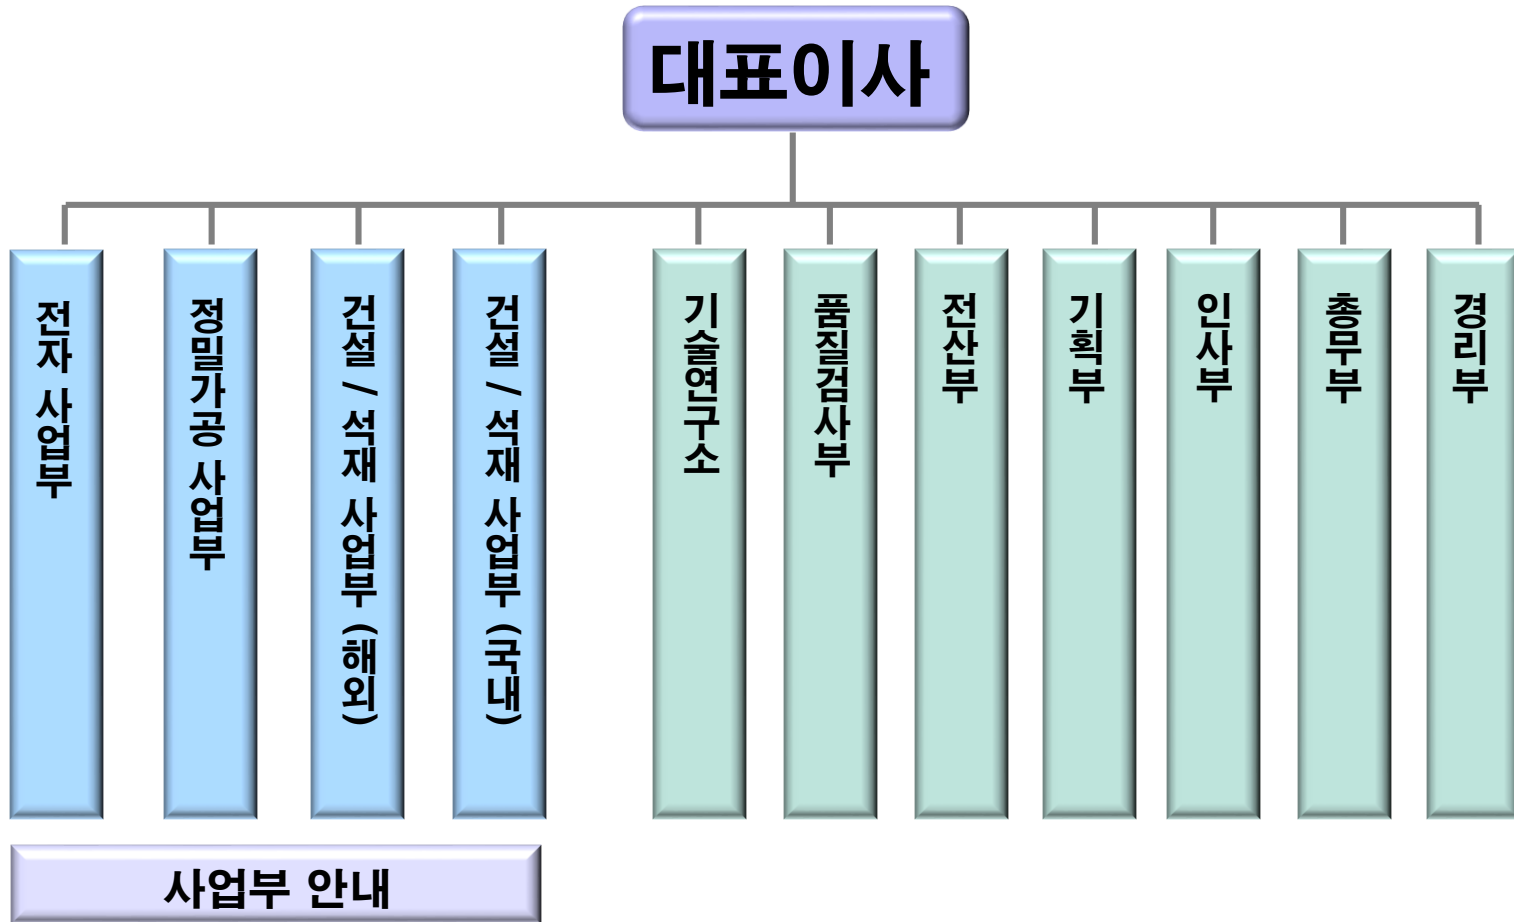 대표이사
전자 사업부
정밀가공 사업부
건설 / 석재 사업부 (해외)
건설 / 석재 사업부 (국내)
기술연구소
품질검사부
전산부
기획부
인사부
총무부
경리부
사업부 안내